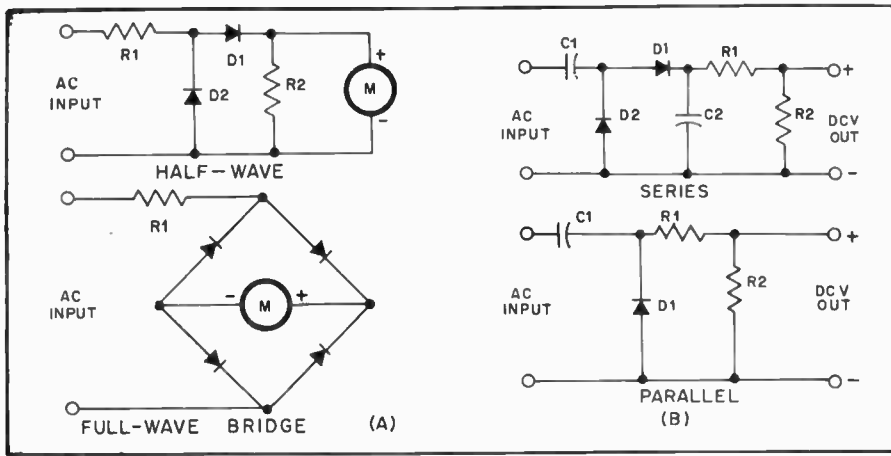 R1
D1
AC
INPUT
D2
R2
+
M
-
HALF-WAVE
R1
AC
INPUT
-
M
+
FULL-WAVE BRIDGE
(A)
C1
D1
R1
+
AC
INPUT
D2
C2
R2
DCV
OUT
-
SERIES
C1
R1
+
AC
INPUT
D1
R2
DCV
OUT
-
PARALLEL
(B)